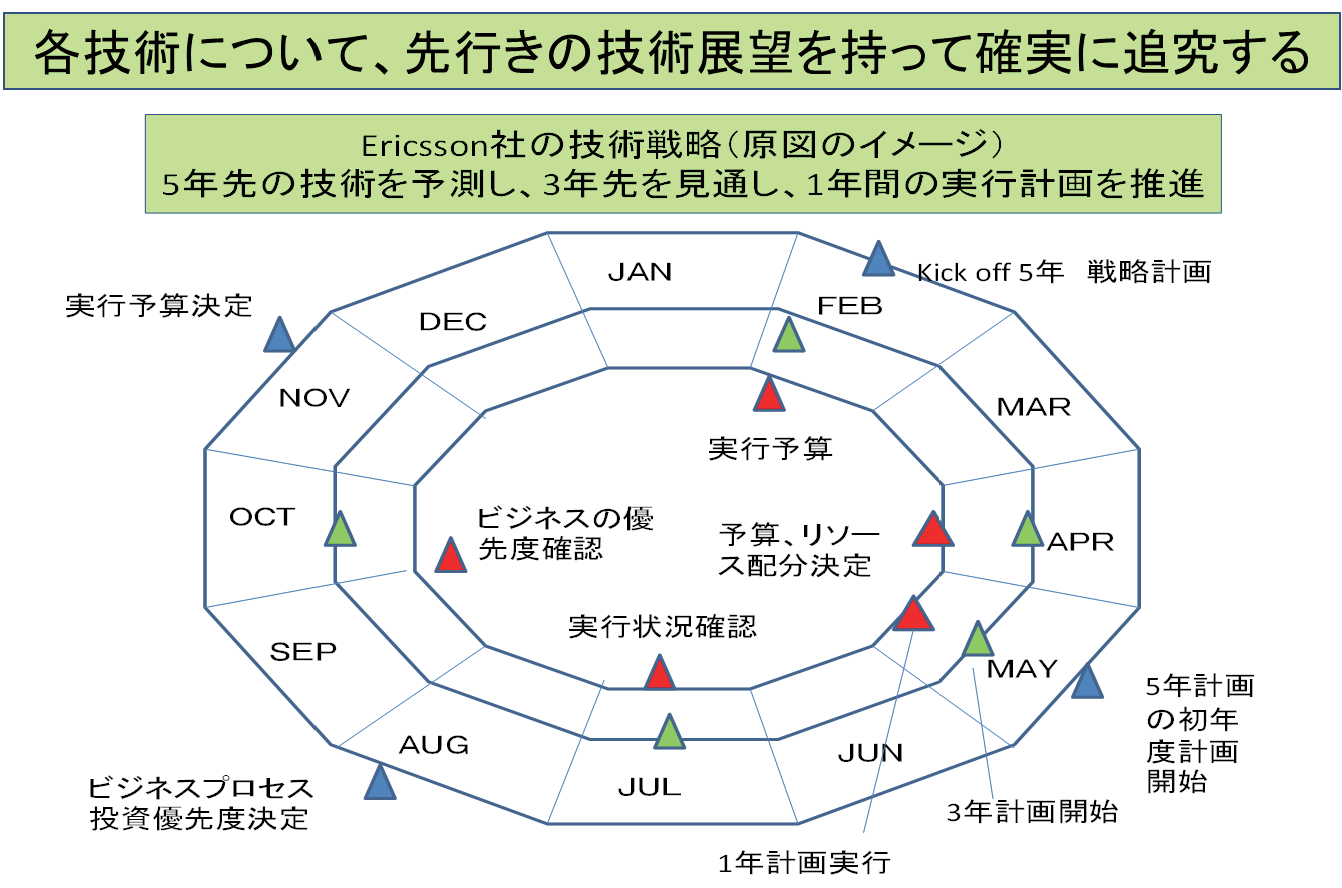 各技術について、先行きの技術展望を持って確実に追究する
Ericsson社の技術戦略（原図のイメージ）
5年先の技術を予測し、3年先を見通し、1年間の実行計画を推進
JAN
Kick off 5年　戦略計画
FEB
実行予算決定
DEC
NOV
MAR
実行予算
OCT
ビジネスの優
先度確認
予算、リソー
ス配分決定
APR
実行状況確認
SEP
MAY
5年計画
の初年
度計画
開始
AUG
JUN
JUL
ビジネスプロセス
投資優先度決定
3年計画開始
1年計画実行